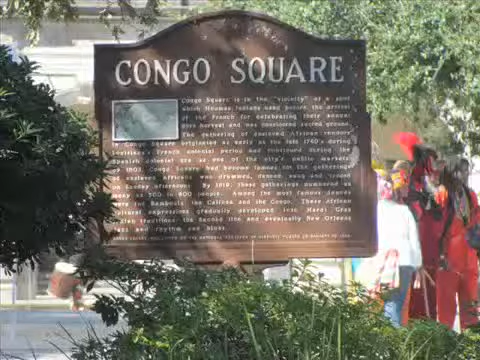 CONGO SQUARE
Congo Square is in the "vicinity" of a spot
which Houmas Indians used before the arrival
of the French for celebrating their annual
corn harvest and was considered sacred ground.
The gathering of enslaved African vendors
in Congo Square originated as early as the late 1740's during
Louisiana's French colonial period and continued during the
Spanish colonial era as one of the city's public markets.
By 1803 Congo Square had become famous for the gatherings
of enslaved Africans who drummed, danced, sang and traded
on Sunday afternoons. By 1819, these gatherings numbered as
many as 500 to 600 people. Among the most famous dances
were the Bamboula, the Calinda and the Congo. These African
cultural expressions gradually developed into Mardi Gras
Indian traditions, the Second line and eventually New Orleans
jazz and rhythm and blues.